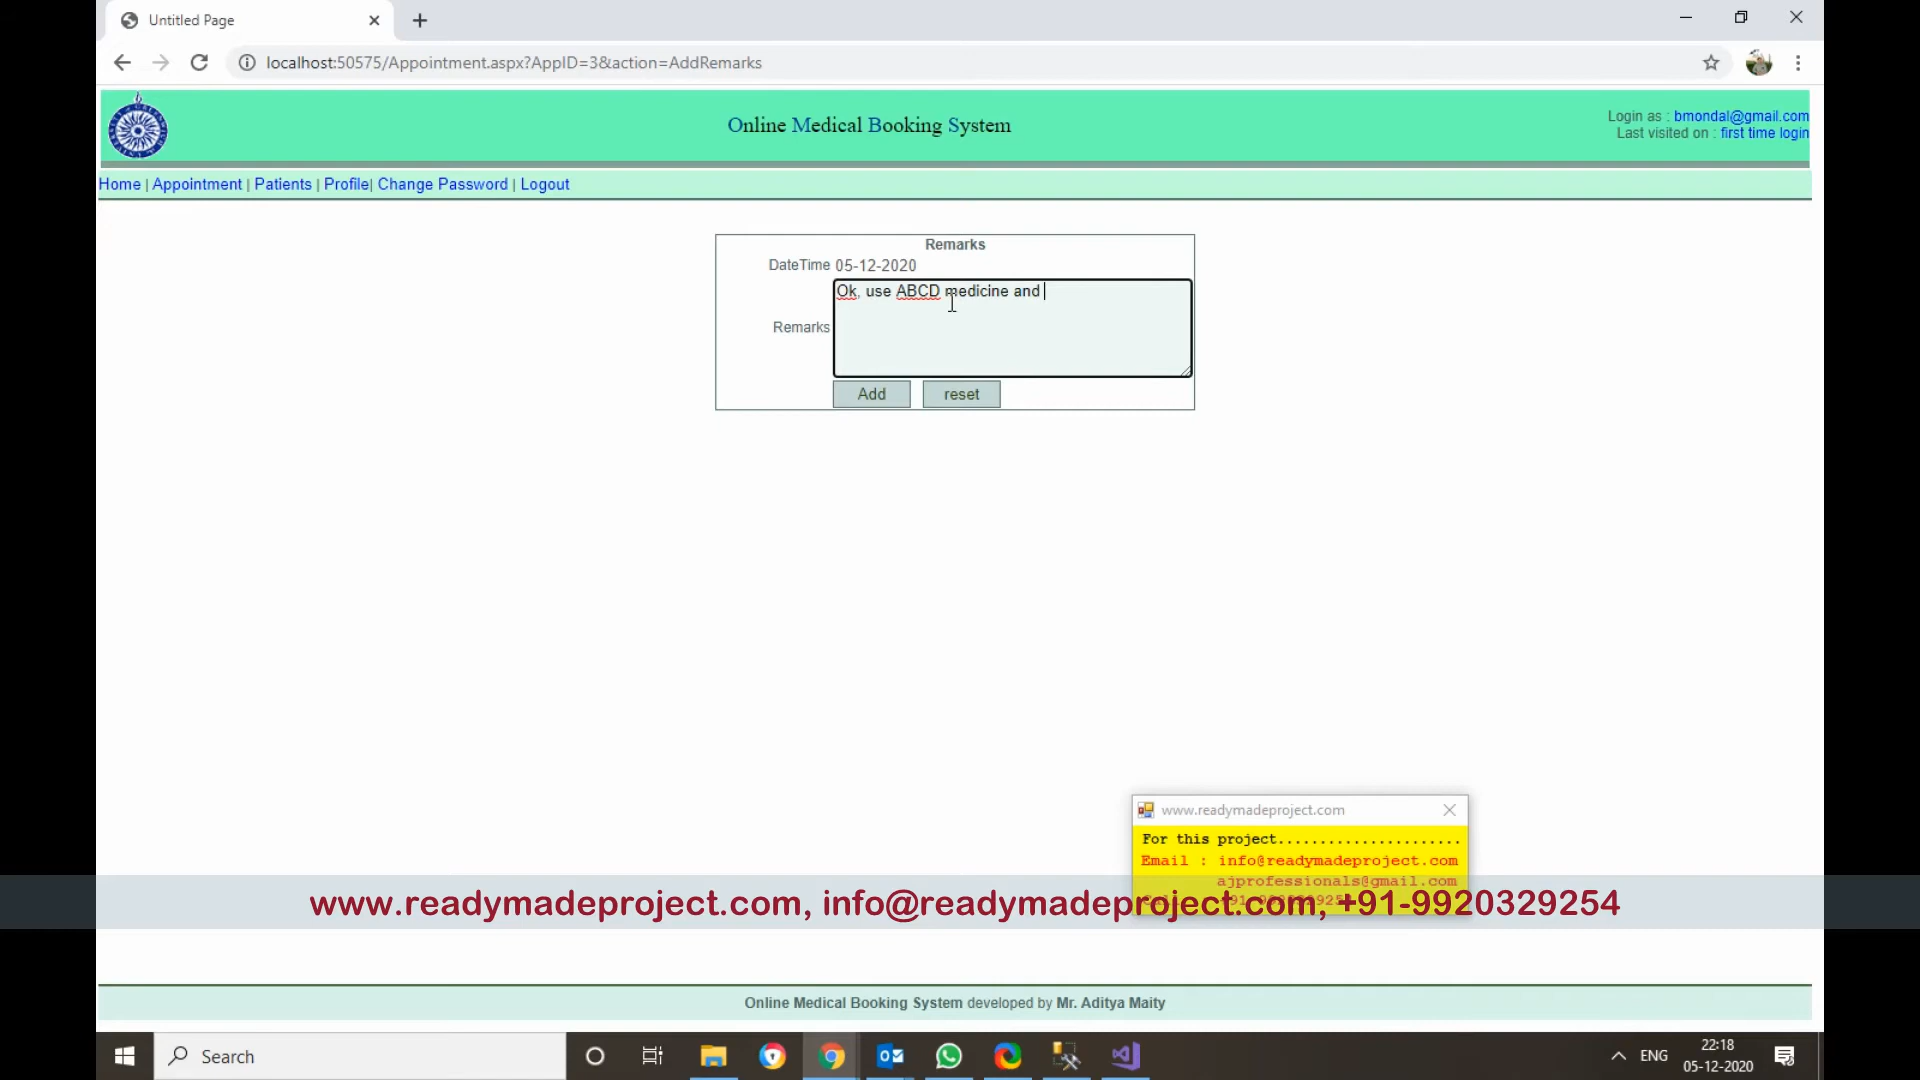 Untitled Page
localhost:50575/Appointment.aspx?AppID=3&action=AddRemarks
Online Medical Booking System
Login as : bmondal@gmail.com
Last visited on : first time login
Home | Appointment | Patients | Profile| Change Password | Logout
Remarks
DateTime 05-12-2020
Ok, use ABCD medicine and
Remarks
Add reset
www.readymadeproject.com
For this project......................
Email : info@readymadeproject.com
ajprofessionals@gmail.com
www.readymadeproject.com, info@readymadeproject.com, +91-9920329254
Online Medical Booking System developed by Mr. Aditya Maity
Search
ENG
22:18
05-12-2020